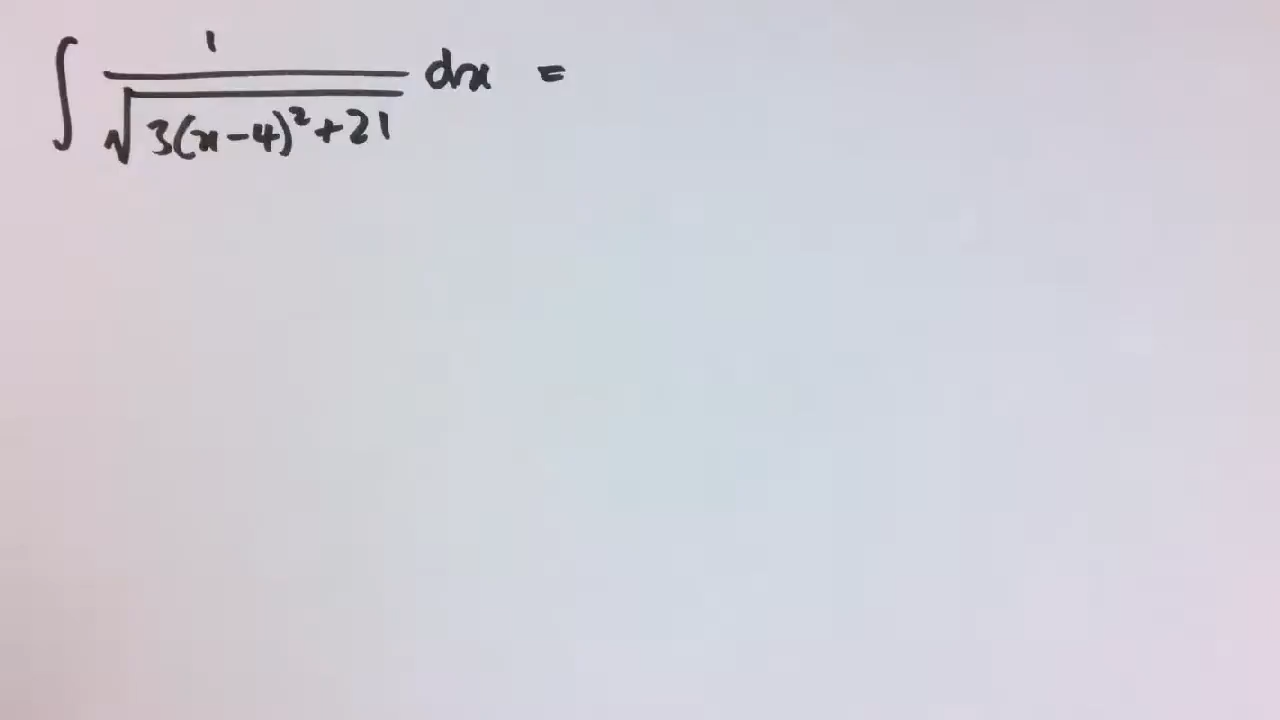 ∫ 1/√(3(x-4)²+21) dx =